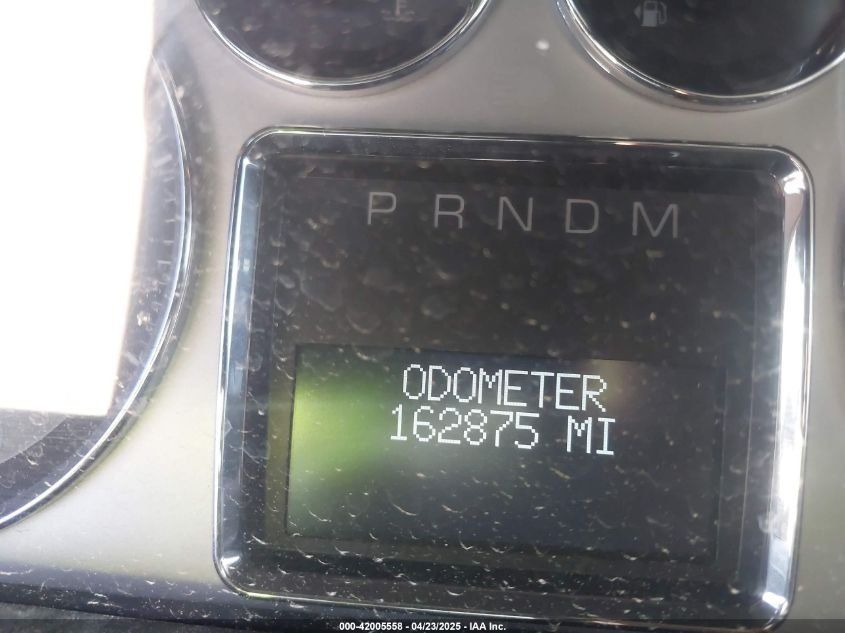 P R N D M
ODOMETER
162875 MI
000-42005558 - 04/23/2025 - IAA Inc.